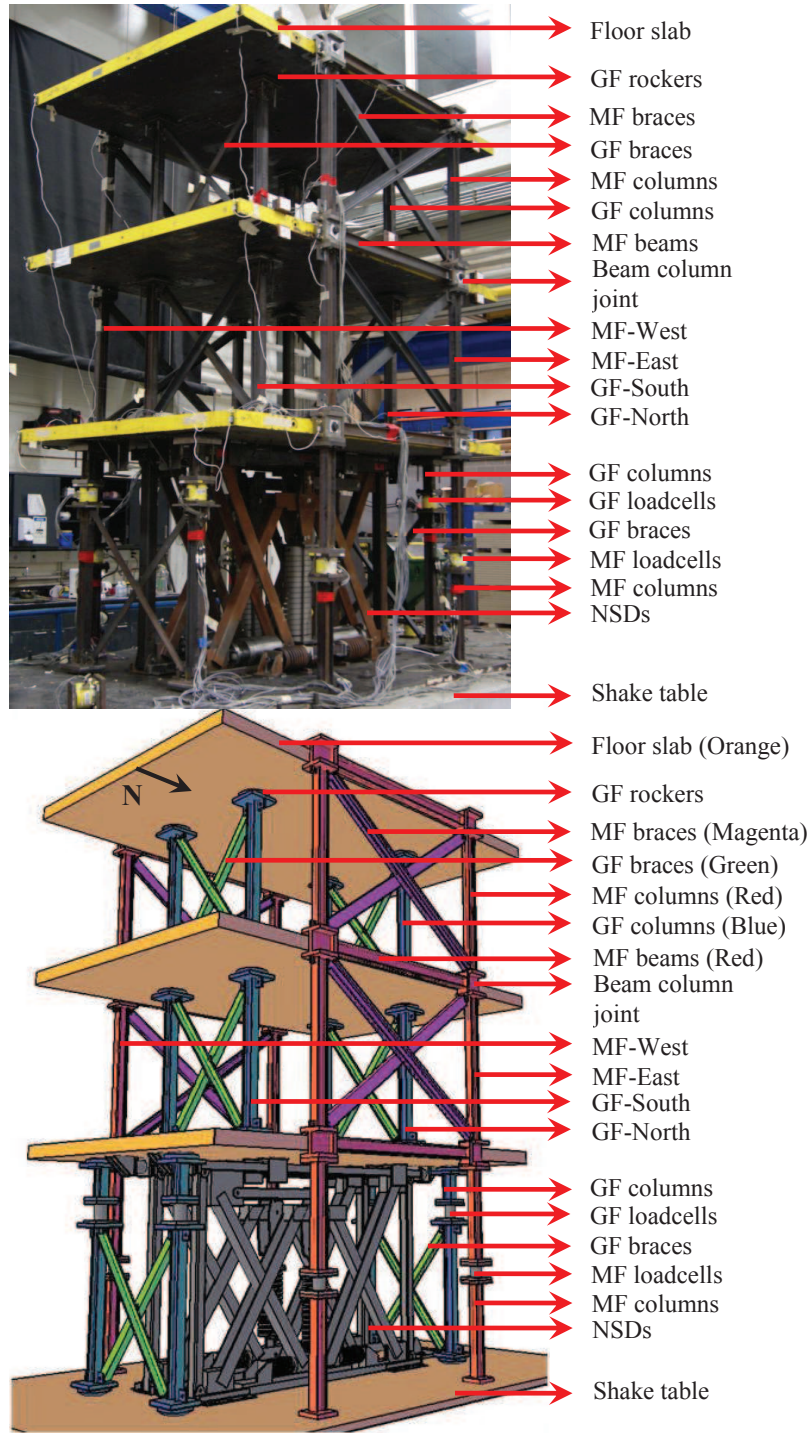 Floor slab
GF rockers
MF braces
GF braces
MF columns
GF columns
MF beams
Beam column
joint
MF-West
MF-East
GF-South
GF-North
GF columns
GF loadcells
GF braces
MF loadcells
MF columns
NSDs
Shake table
Floor slab (Orange)
N
GF rockers
MF braces (Magenta)
GF braces (Green)
MF columns (Red)
GF columns (Blue)
MF beams (Red)
Beam column
joint
MF-West
MF-East
GF-South
GF-North
GF columns
GF loadcells
GF braces
MF loadcells
MF columns
NSDs
Shake table